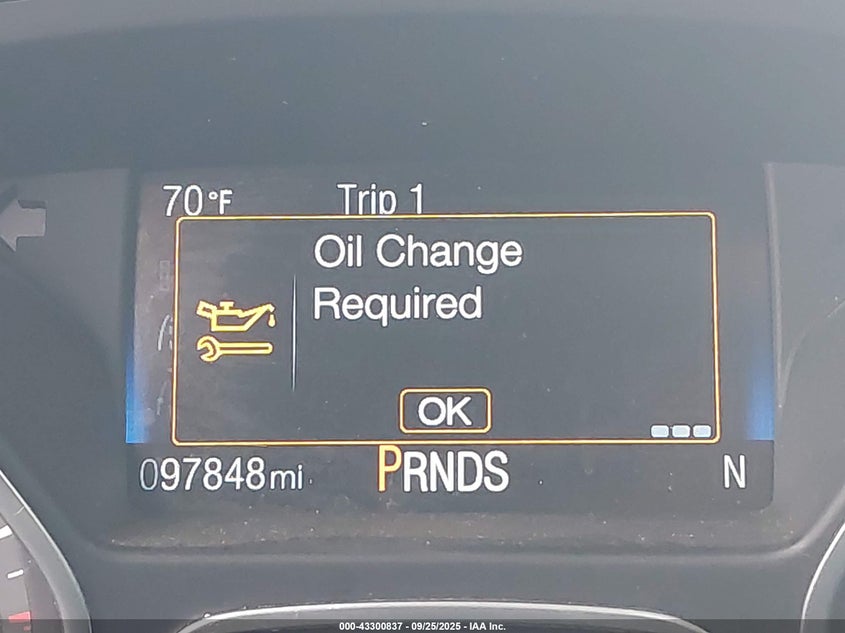 70°F Trip 1
Oil Change
Required
OK
097848mi PRNDS N
000-43300837 - 09/25/2025 - IAA Inc.